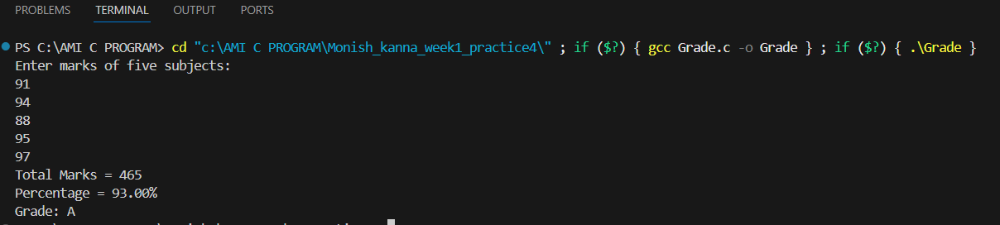 PROBLEMS TERMINAL OUTPUT PORTS
PS C:\AMI C PROGRAM> cd "c:\AMI C PROGRAM\Monish_kanna_week1_practice4\" ; if ($?) { gcc Grade.c -o Grade } ; if ($?) { .\Grade }
Enter marks of five subjects:
91
94
88
95
97
Total Marks = 465
Percentage = 93.00%
Grade: A